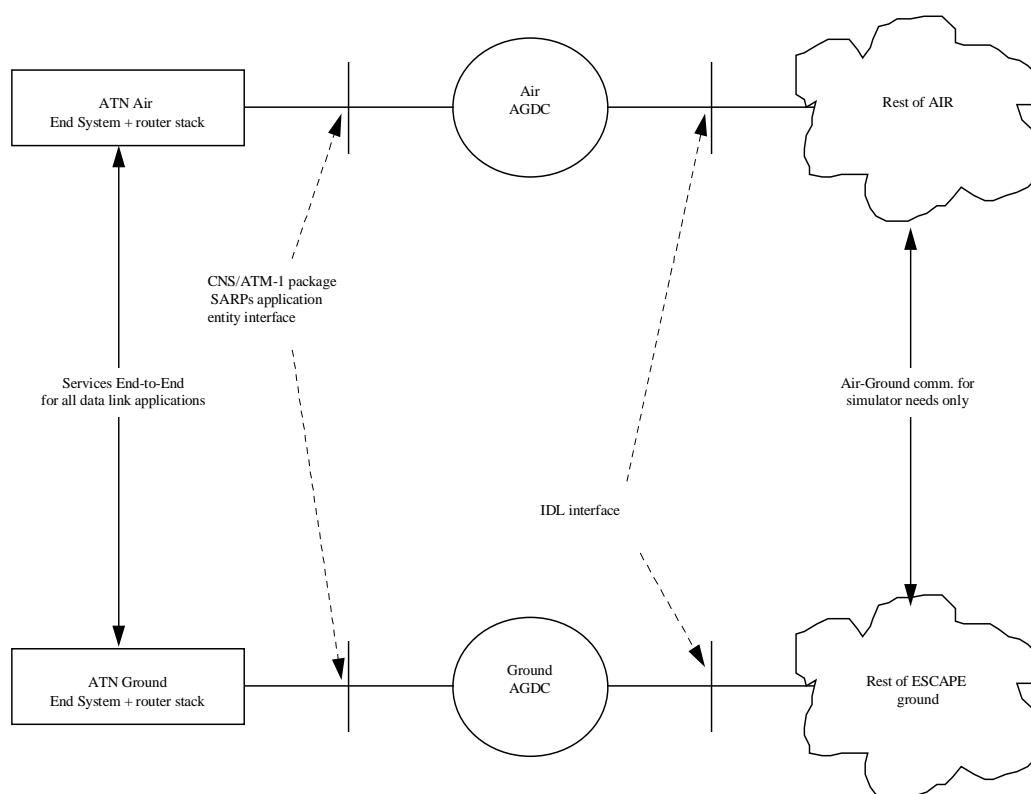 ATN Air
End System + router stack
Air
AGDC
Rest of AIR
CNS/ATM-1 package
SARPs application
entity interface
Services End-to-End
for all data link applications
Air-Ground comm. for
simulator needs only
IDL interface
ATN Ground
End System + router stack
Ground
AGDC
Rest of ESCAPE
ground